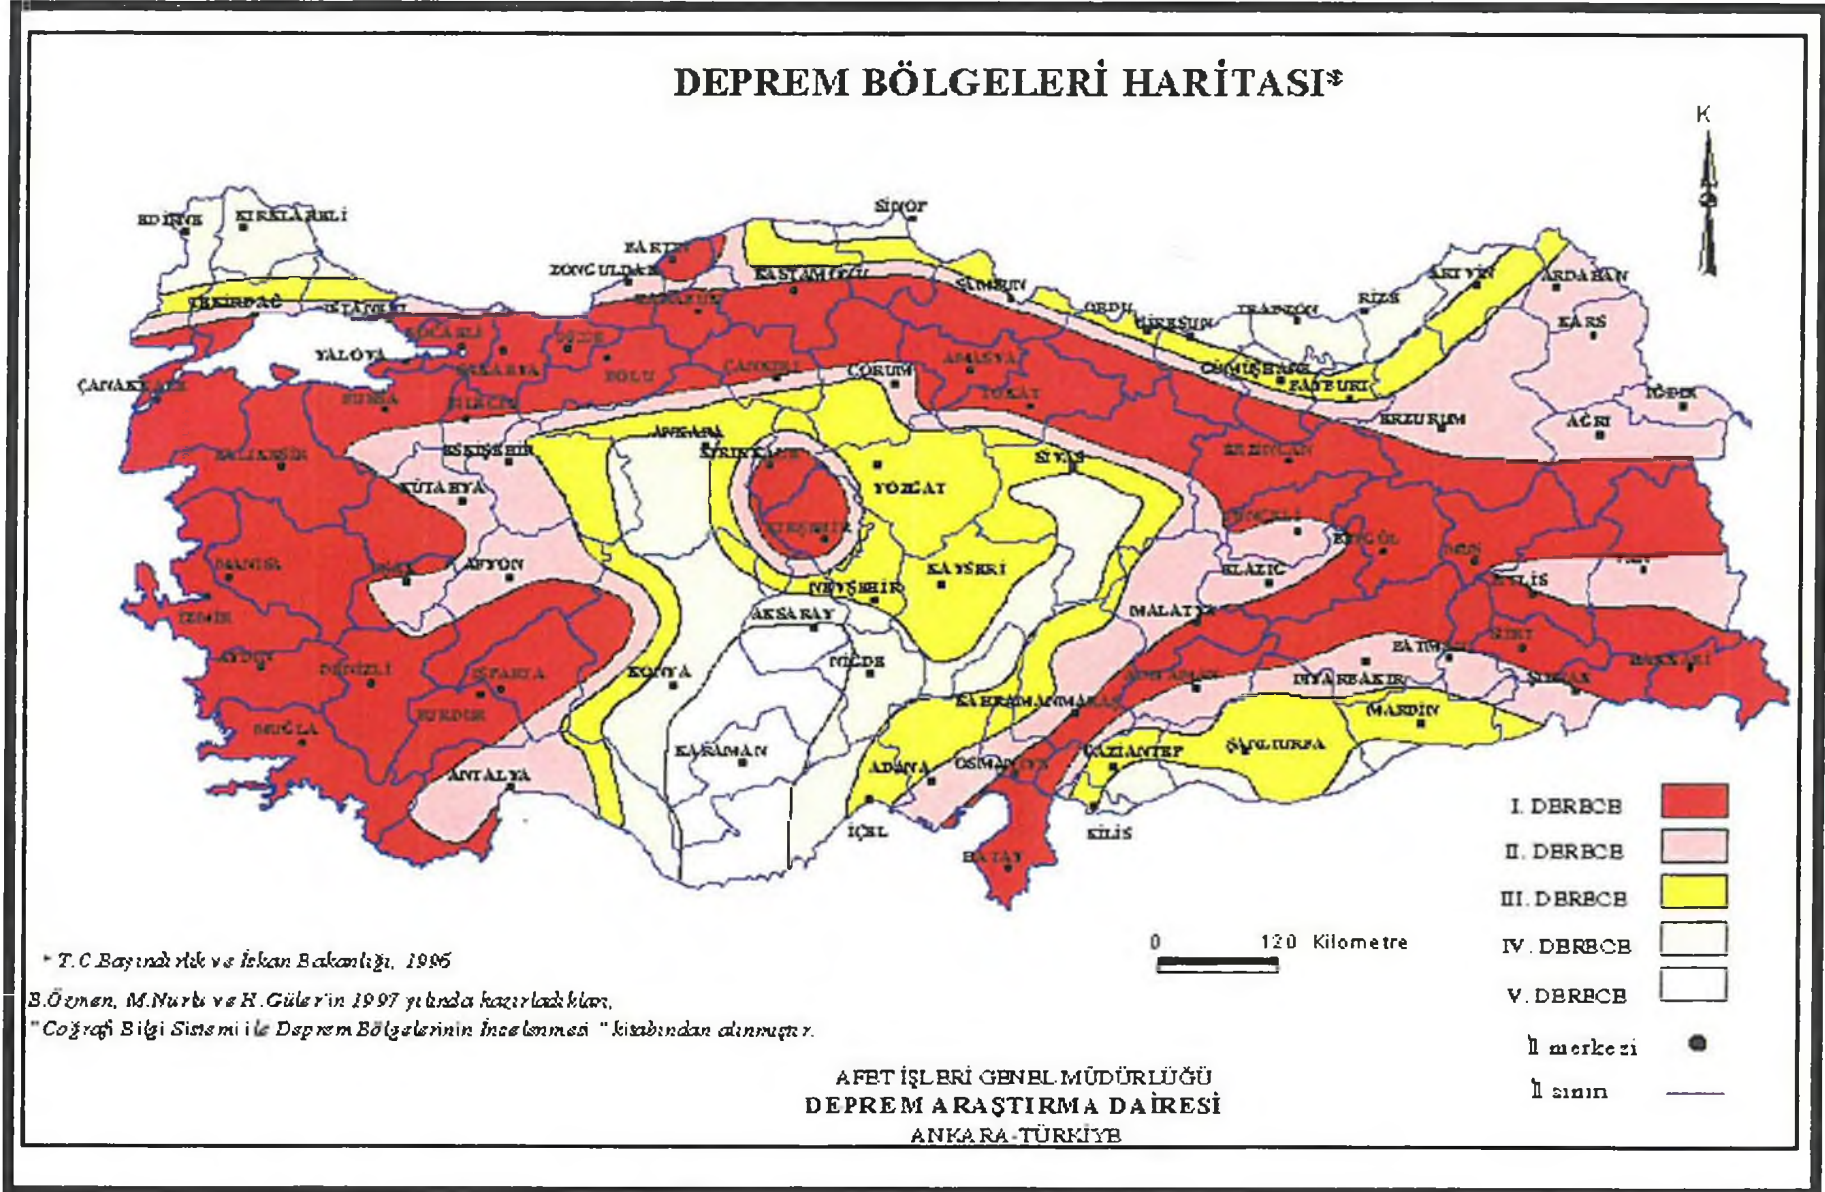 DEPREM BÖLGELERİ HARİTASI*
K
SİNOP
EDİRNE
KIRKLARELİ
BARTIN
ZONGULDAK
KASTAMONU
ARTVİN
ARDAHAN
TEKİRDAĞ
İSTANBUL
KARABÜK
SAMSUN
ORDU
GİRESUN
TRABZON
RİZE
KARS
KOCAELİ
YALOVA
SAKARYA
DÜZCE
BOLU
ÇANKIRI
ÇORUM
AMASYA
TOKAT
GÜMÜŞHANE
BAYBURT
ÇANAKKALE
BURSA
BİLECİK
ERZURUM
AĞRI
IĞDIR
BALIKESİR
ESKİŞEHİR
ANKARA
KIRIKKALE
SİVAS
ERZİNCAN
KÜTAHYA
YOZGAT
KIRŞEHİR
TUNCELİ
BİNGÖL
MUŞ
MANİSA
UŞAK
AFYON
NEVŞEHİR
KAYSERİ
ELAZIĞ
BİTLİS
VAN
İZMİR
AKSARAY
MALATYA
AYDIN
DENİZLİ
ISPARTA
KONYA
NİĞDE
KAHRAMANMARAŞ
ADIYAMAN
DİYARBAKIR
BATMAN
SİİRT
ŞIRNAK
HAKKARİ
MUĞLA
BURDUR
KARAMAN
ANTALYA
ADANA
OSMANİYE
GAZİANTEP
ŞANLIURFA
MARDİN
İÇEL
KİLİS
HATAY
I. DERECE
II. DERECE
III. DERECE
IV. DERECE
V. DERECE
İl merkezi
İl sınırı
0 120 Kilometre
* T.C Bayındırlık ve İskan Bakanlığı, 1996
B.Özmen, M.Nurlu ve H.Güler'in 1997 yılında hazırladıkları,
"Coğrafi Bilgi Sistemi ile Deprem Bölgelerinin İncelenmesi " kitabından alınmıştır.
AFET İŞLERİ GENEL MÜDÜRLÜĞÜ
DEPREM ARAŞTIRMA DAİRESİ
ANKARA-TÜRKİYE